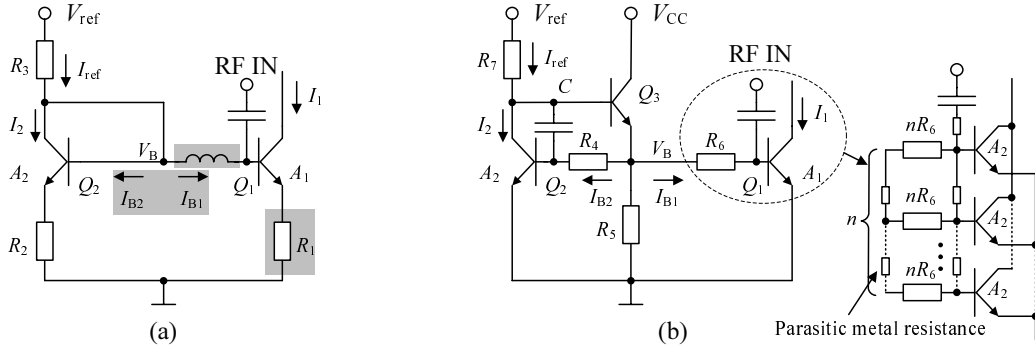 V_ref
R_3
I_ref
RF IN
I_1
I_2
V_B
A_2
Q_2
Q_1
A_1
I_B2
I_B1
R_2
R_1
(a)
V_ref
V_CC
R_7
I_ref
RF IN
C
Q_3
I_2
R_4
V_B
R_6
I_1
A_2
Q_2
Q_1
A_1
I_B2
I_B1
R_5
(b)
nR_6
A_2
n
nR_6
A_2
nR_6
A_2
Parasitic metal resistance